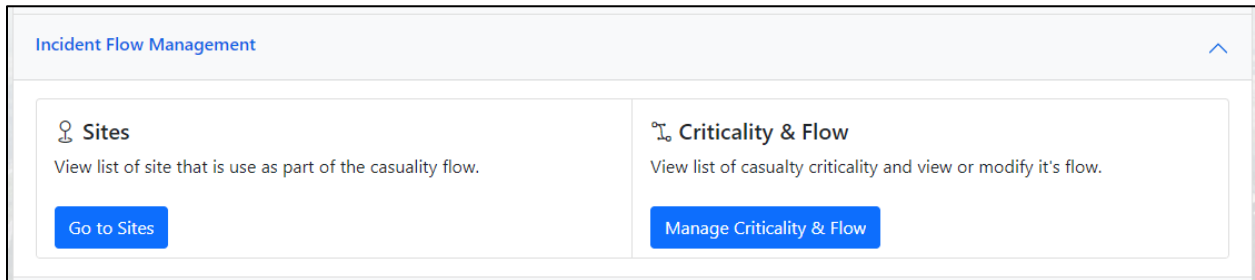 Incident Flow Management
Sites
View list of site that is use as part of the casuality flow.
Go to Sites
Criticality & Flow
View list of casualty criticality and view or modify it's flow.
Manage Criticality & Flow